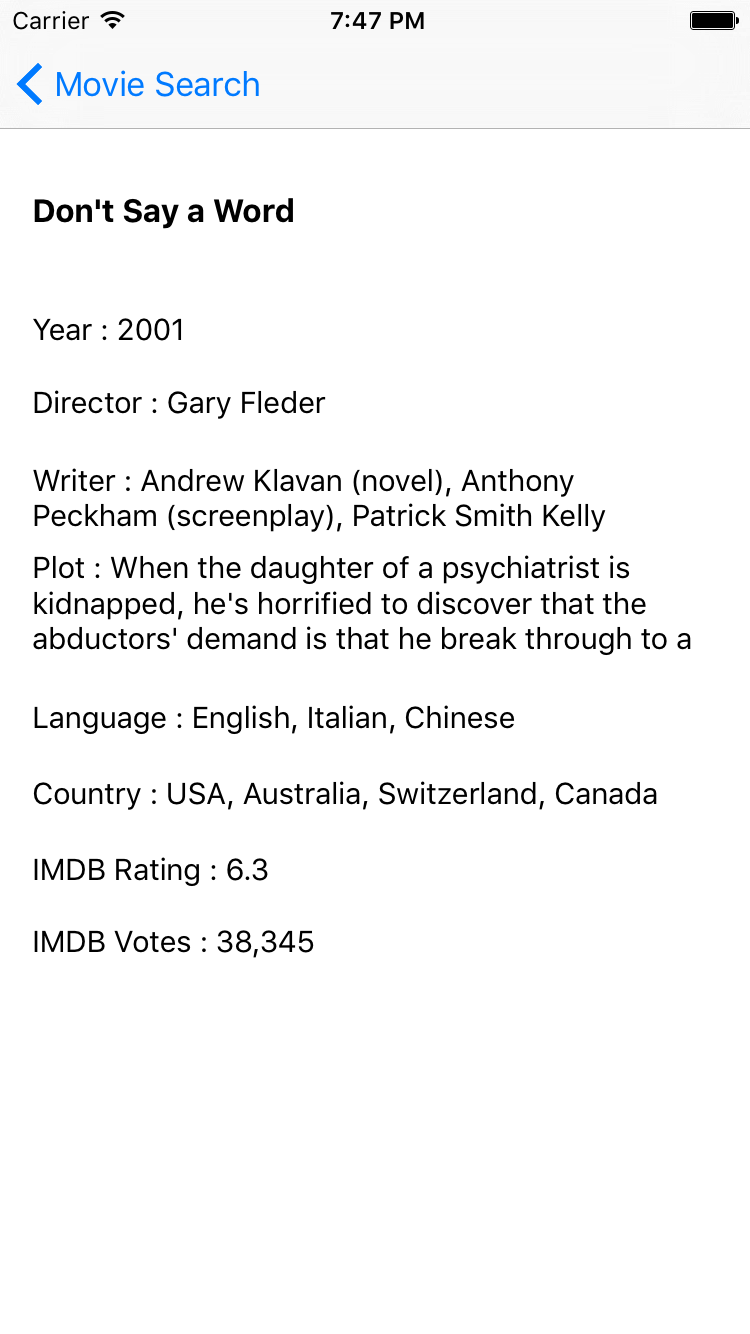 Carrier 7:47 PM
Movie Search
Don't Say a Word
Year : 2001
Director : Gary Fleder
Writer : Andrew Klavan (novel), Anthony
Peckham (screenplay), Patrick Smith Kelly
Plot : When the daughter of a psychiatrist is
kidnapped, he's horrified to discover that the
abductors' demand is that he break through to a
Language : English, Italian, Chinese
Country : USA, Australia, Switzerland, Canada
IMDB Rating : 6.3
IMDB Votes : 38,345